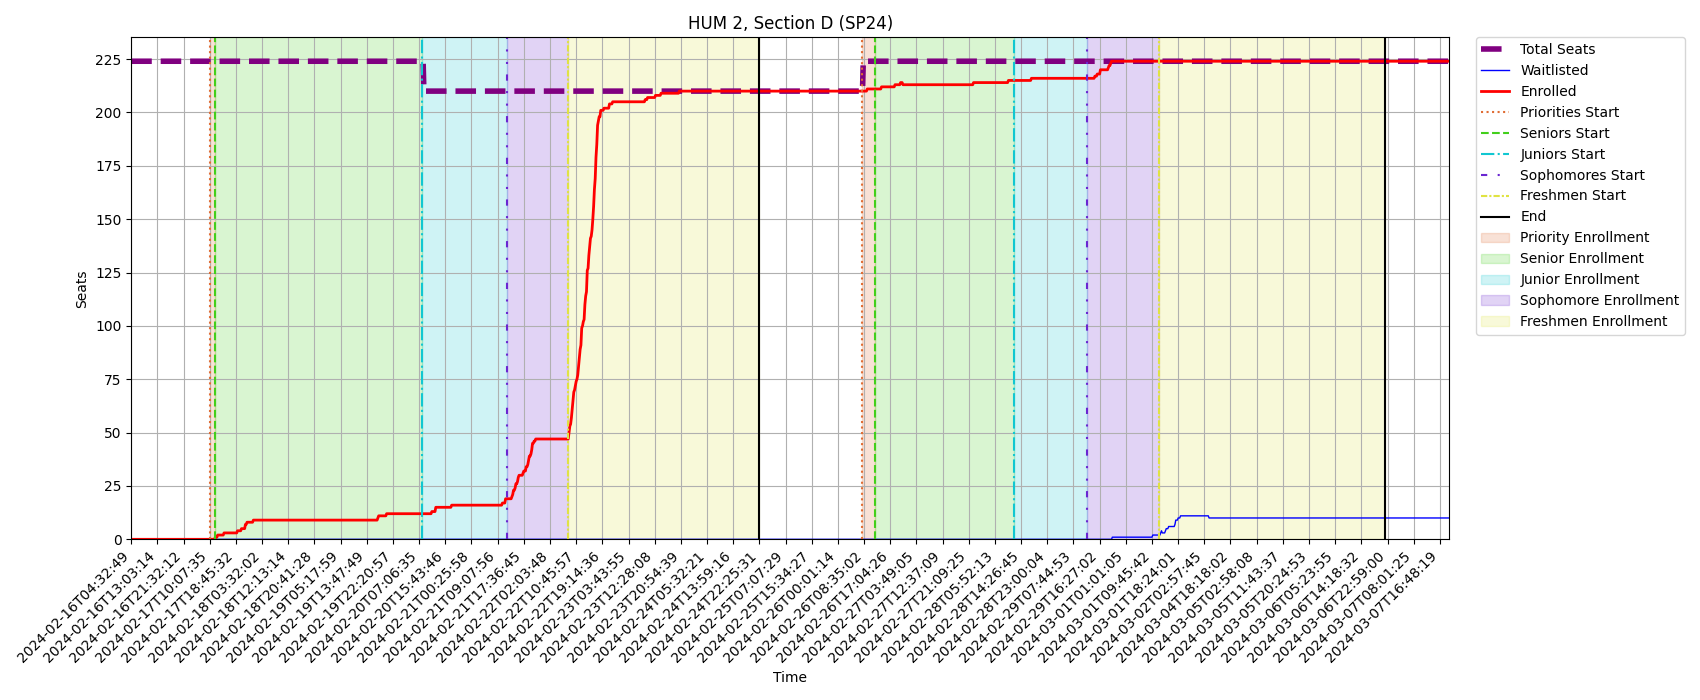 HUM 2, Section D (SP24)
Total Seats
Waitlisted
Enrolled
Priorities Start
Seniors Start
Juniors Start
Sophomores Start
Freshmen Start
End
Priority Enrollment
Senior Enrollment
Junior Enrollment
Sophomore Enrollment
Freshmen Enrollment
Seats
225
200
175
150
125
100
75
50
25
0
2024-02-16T04:32:49
2024-02-16T13:03:14
2024-02-16T21:32:12
2024-02-17T10:07:35
2024-02-17T18:45:32
2024-02-18T03:32:02
2024-02-18T12:13:14
2024-02-18T20:41:28
2024-02-19T05:17:59
2024-02-19T13:47:49
2024-02-19T22:20:57
2024-02-20T07:06:35
2024-02-20T15:43:46
2024-02-21T00:25:58
2024-02-21T09:07:56
2024-02-21T17:36:45
2024-02-22T02:03:48
2024-02-22T10:45:57
2024-02-22T19:14:36
2024-02-23T03:43:55
2024-02-23T12:28:08
2024-02-23T20:54:39
2024-02-24T05:32:21
2024-02-24T13:59:16
2024-02-24T22:25:31
2024-02-25T07:07:29
2024-02-25T15:34:27
2024-02-26T00:01:14
2024-02-26T08:35:02
2024-02-26T17:04:26
2024-02-27T03:49:05
2024-02-27T12:37:09
2024-02-27T21:09:25
2024-02-28T05:52:13
2024-02-28T14:26:45
2024-02-28T23:00:04
2024-02-29T07:44:53
2024-02-29T16:27:02
2024-03-01T01:01:05
2024-03-01T09:45:42
2024-03-01T18:24:01
2024-03-02T02:57:45
2024-03-04T18:18:02
2024-03-05T02:58:08
2024-03-05T11:43:37
2024-03-05T20:24:53
2024-03-06T05:23:55
2024-03-06T14:18:32
2024-03-06T22:59:00
2024-03-07T08:01:25
2024-03-07T16:48:19
Time